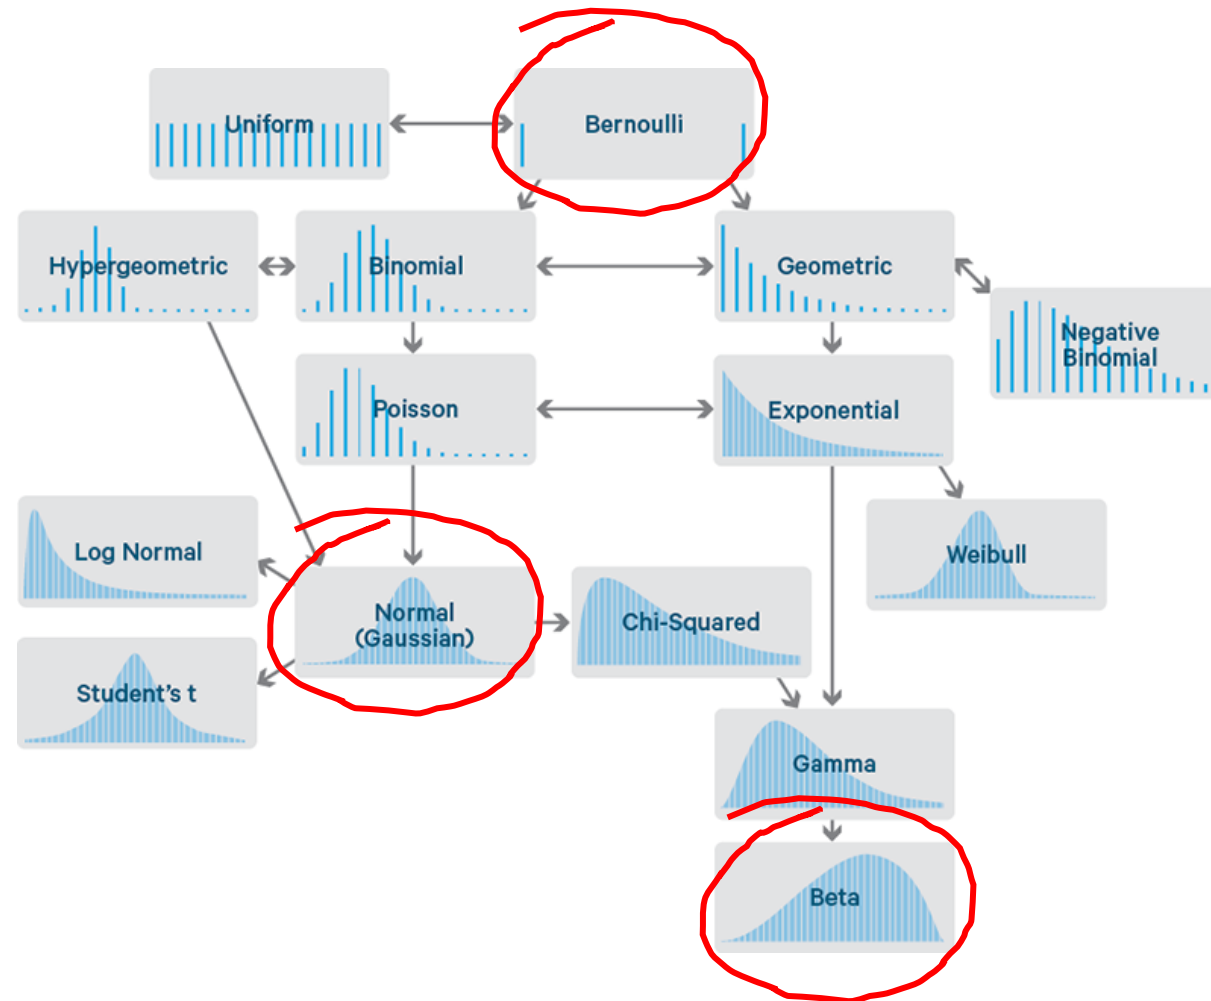 Uniform
Bernoulli
Hypergeometric
Binomial
Geometric
Negative
Binomial
Poisson
Exponential
Log Normal
Weibull
Normal
(Gaussian)
Chi-Squared
Student's t
Gamma
Beta